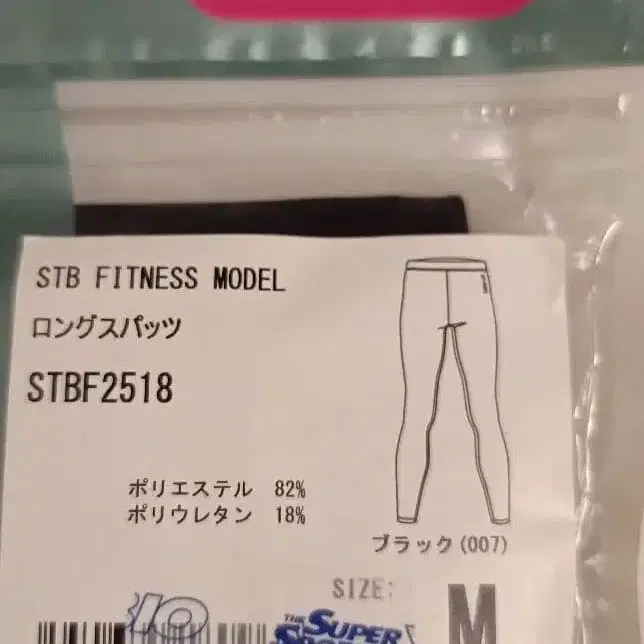 STB FITNESS MODEL
ロングスパッツ
STBF2518
ポリエステル 82%
ポリウレタン 18%
ブラック(007)
SIZE:
M
THE SUPER